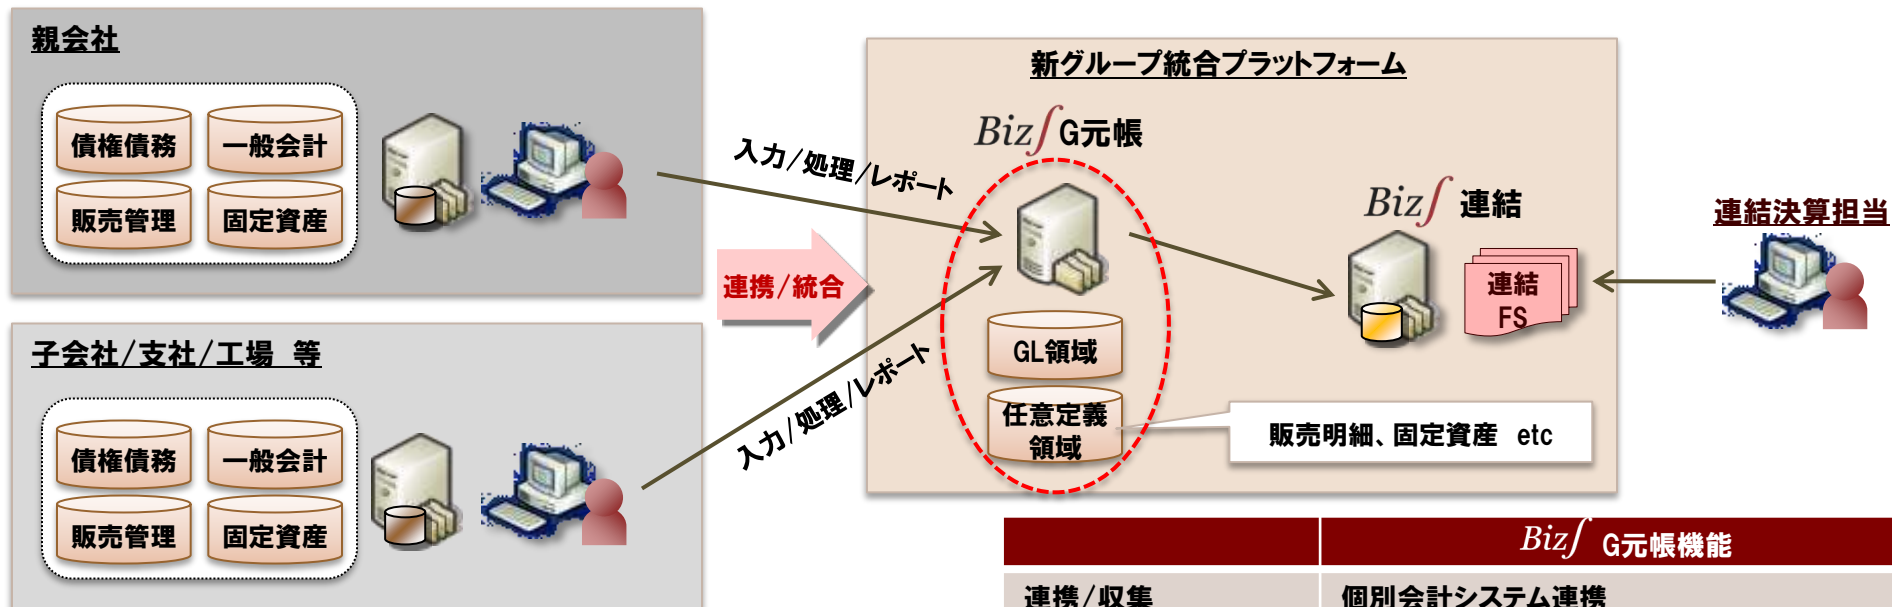 親会社
債権債務
一般会計
販売管理
固定資産
子会社/支社/工場 等
債権債務
一般会計
販売管理
固定資産
入力/処理/レポート
連携/統合
入力/処理/レポート
新グループ統合プラットフォーム
Biz∫ G元帳
GL領域
任意定義
領域
販売明細、固定資産 etc
Biz∫ 連結
連結
FS
連結決算担当
Biz∫ G元帳機能
連携/収集
個別会計システム連携